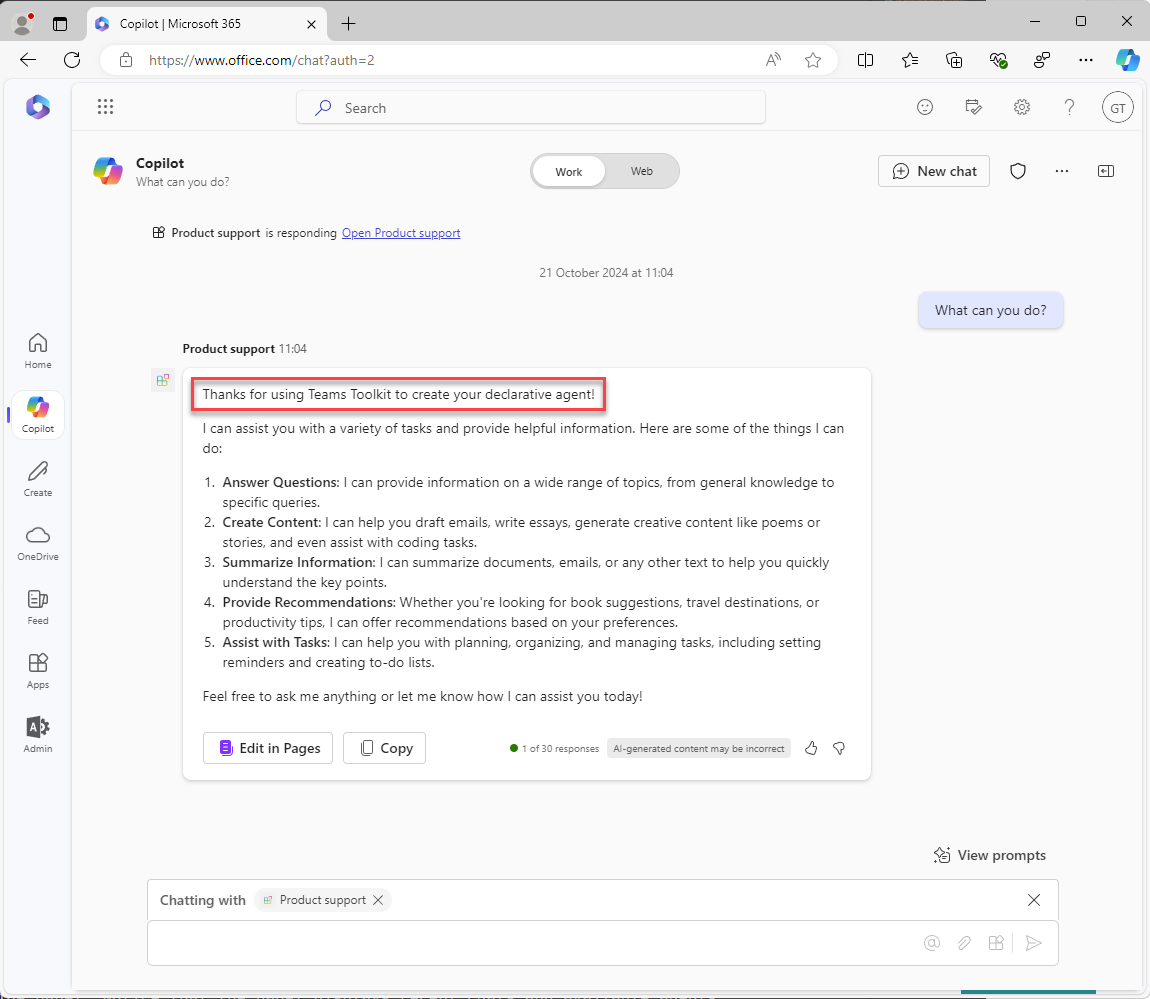 Copilot | Microsoft 365
https://www.office.com/chat?auth=2
Search
GT
Copilot
What can you do?
Work
Web
New chat
Product support is responding Open Product support
21 October 2024 at 11:04
What can you do?
Product support 11:04
Thanks for using Teams Toolkit to create your declarative agent!
I can assist you with a variety of tasks and provide helpful information. Here are some of the things I can
do:
1. Answer Questions: I can provide information on a wide range of topics, from general knowledge to
specific queries.
2. Create Content: I can help you draft emails, write essays, generate creative content like poems or
stories, and even assist with coding tasks.
3. Summarize Information: I can summarize documents, emails, or any other text to help you quickly
understand the key points.
4. Provide Recommendations: Whether you're looking for book suggestions, travel destinations, or
productivity tips, I can offer recommendations based on your preferences.
5. Assist with Tasks: I can help you with planning, organizing, and managing tasks, including setting
reminders and creating to-do lists.
Feel free to ask me anything or let me know how I can assist you today!
Edit in Pages
Copy
1 of 30 responses
AI-generated content may be incorrect
Home
Copilot
Create
OneDrive
Feed
Apps
Admin
View prompts
Chatting with
Product support